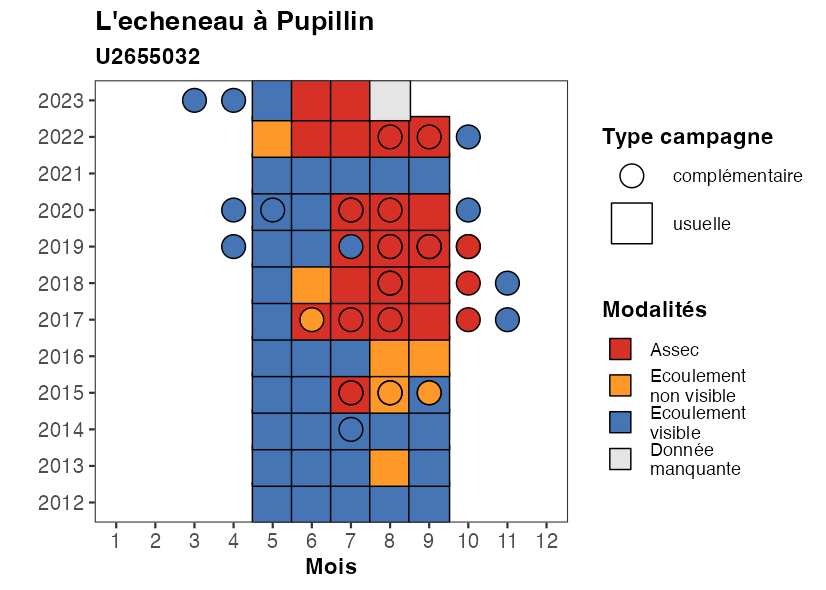 L'echeneau à Pupillin
U2655032
2023
2022
2021
2020
2019
2018
2017
2016
2015
2014
2013
2012
1 2 3 4 5 6 7 8 9 10 11 12
Mois
Type campagne
complémentaire
usuelle
Modalités
Assec
Ecoulement
non visible
Ecoulement
visible
Donnée
manquante